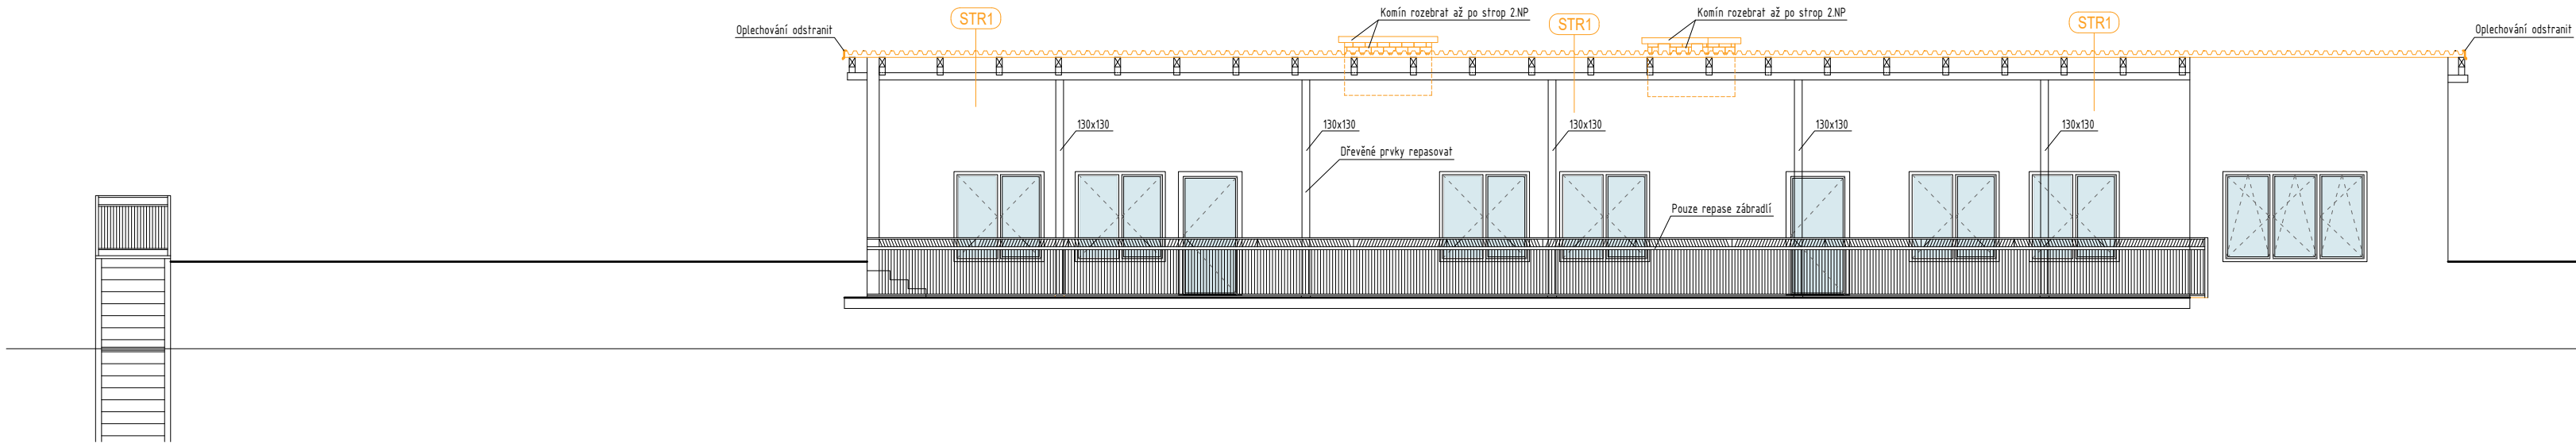 Komín rozebrat až po strop 2.NP
Komín rozebrat až po strop 2.NP
STR1
STR1
STR1
Oplechování odstranit
Oplechování odstranit
130x130
130x130
130x130
130x130
130x130
Dřevěné prvky repasovat
Pouze repase zábradlí